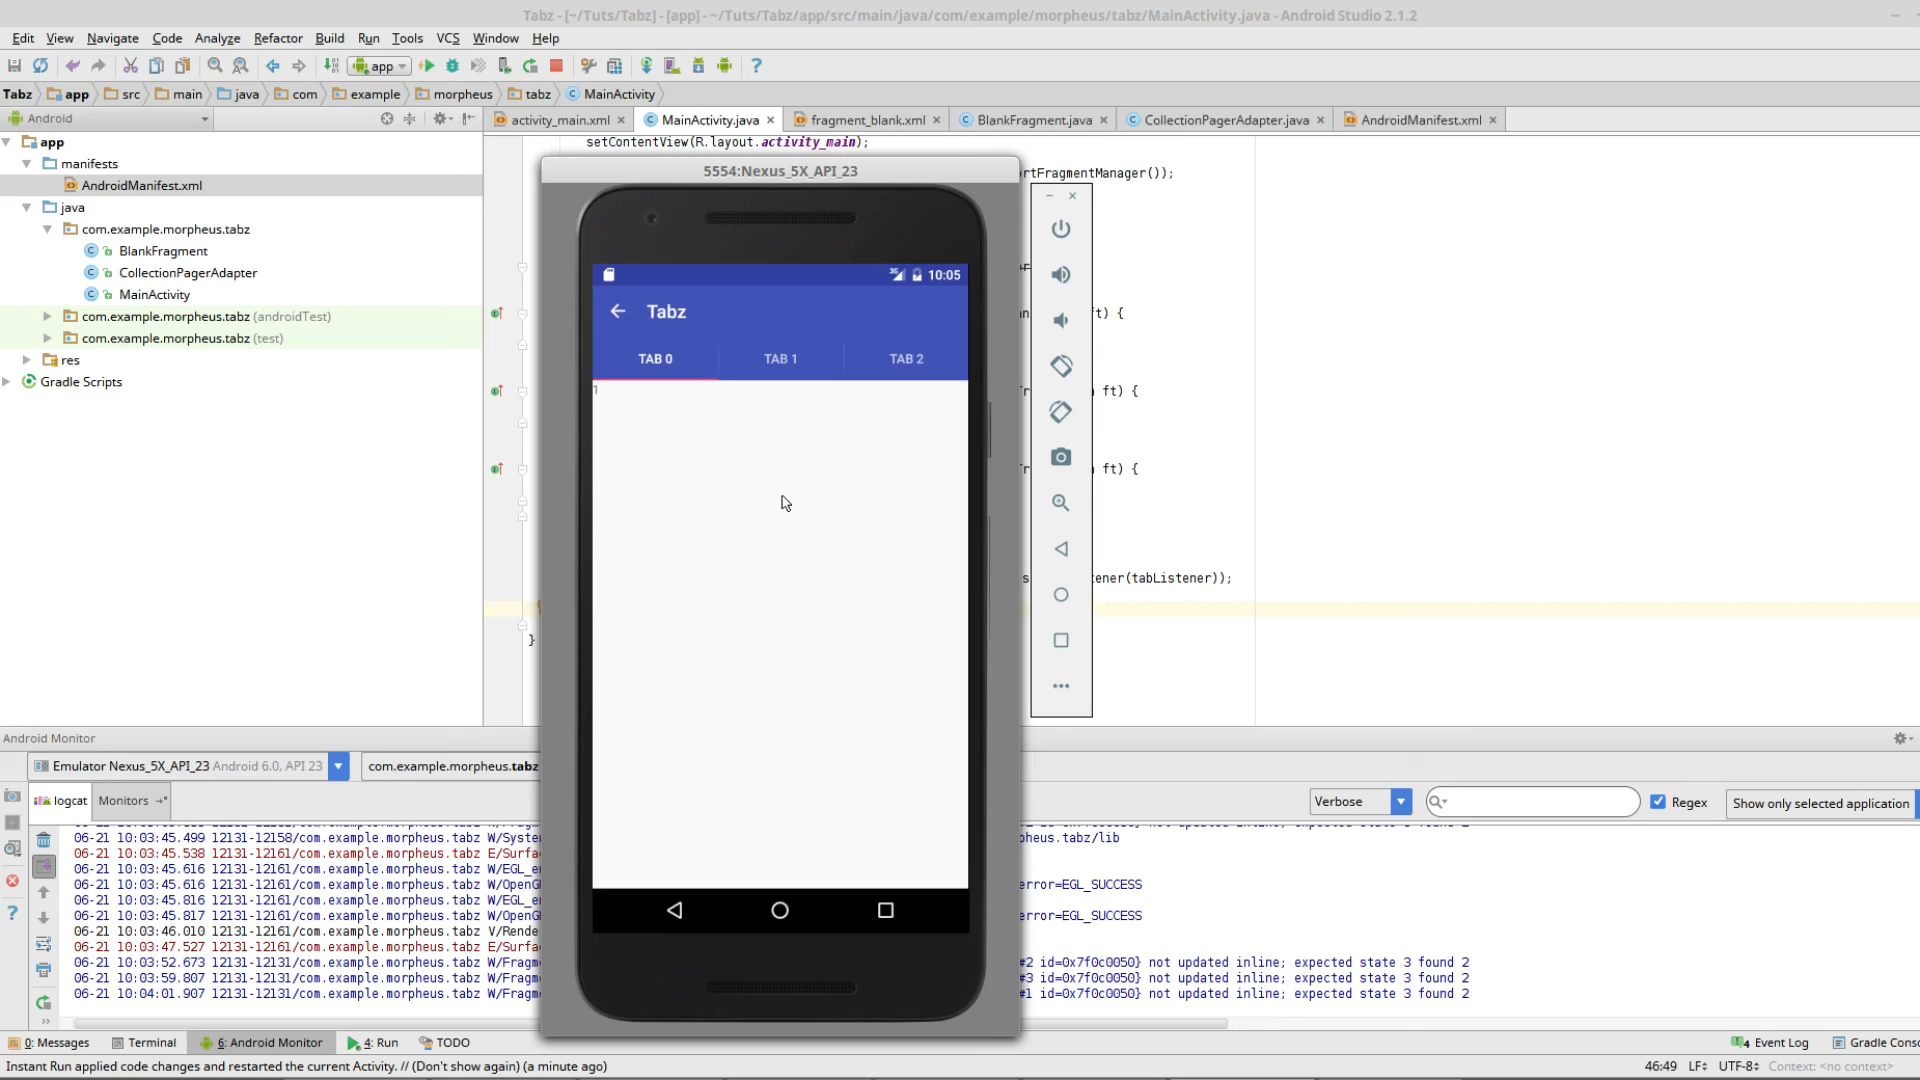 Tabz - [~/Tuts/Tabz] - [app] - ~/Tuts/Tabz/app/src/main/java/com/example/morpheus/tabz/MainActivity.java - Android Studio 2.1.2
Edit View Navigate Code Analyze Refactor Build Run Tools VCS Window Help
app
Tabz app src main java com example morpheus tabz MainActivity
Android
activity_main.xml MainActivity.java fragment_blank.xml BlankFragment.java CollectionPagerAdapter.java AndroidManifest.xml
app
manifests
AndroidManifest.xml
java
com.example.morpheus.tabz
BlankFragment
CollectionPagerAdapter
MainActivity
com.example.morpheus.tabz (androidTest)
com.example.morpheus.tabz (test)
res
Gradle Scripts
setContentView(R.layout.activity_main);
rtFragmentManager());
ft) {
ft) {
ft) {
ener(tabListener));
}
5554:Nexus_5X_API_23
3G 10:05
Tabz
TAB 0 TAB 1 TAB 2
1
Android Monitor
Emulator Nexus_5X_API_23 Android 6.0, API 23 com.example.morpheus.tabz
logcat Monitors
Verbose Regex Show only selected application
06-21 10:03:45.499 12131-12158/com.example.morpheus.tabz W/System pheus.tabz/lib
06-21 10:03:45.538 12131-12161/com.example.morpheus.tabz E/Surfa
06-21 10:03:45.616 12131-12161/com.example.morpheus.tabz W/EGL_e
06-21 10:03:45.616 12131-12161/com.example.morpheus.tabz W/OpenG error=EGL_SUCCESS
06-21 10:03:45.816 12131-12161/com.example.morpheus.tabz W/EGL_e
06-21 10:03:45.817 12131-12161/com.example.morpheus.tabz W/OpenG error=EGL_SUCCESS
06-21 10:03:46.010 12131-12161/com.example.morpheus.tabz V/Rende
06-21 10:03:47.527 12131-12161/com.example.morpheus.tabz E/Surfa
06-21 10:03:52.673 12131-12131/com.example.morpheus.tabz W/Fragm #2 id=0x7f0c0050} not updated inline; expected state 3 found 2
06-21 10:03:59.807 12131-12131/com.example.morpheus.tabz W/Fragm #3 id=0x7f0c0050} not updated inline; expected state 3 found 2
06-21 10:04:01.907 12131-12131/com.example.morpheus.tabz W/Fragm #1 id=0x7f0c0050} not updated inline; expected state 3 found 2
0: Messages Terminal 6: Android Monitor 4: Run TODO 4 Event Log Gradle Conso
Instant Run applied code changes and restarted the current Activity. // (Don't show again) (a minute ago) 46:49 LF UTF-8 Context: <no context>